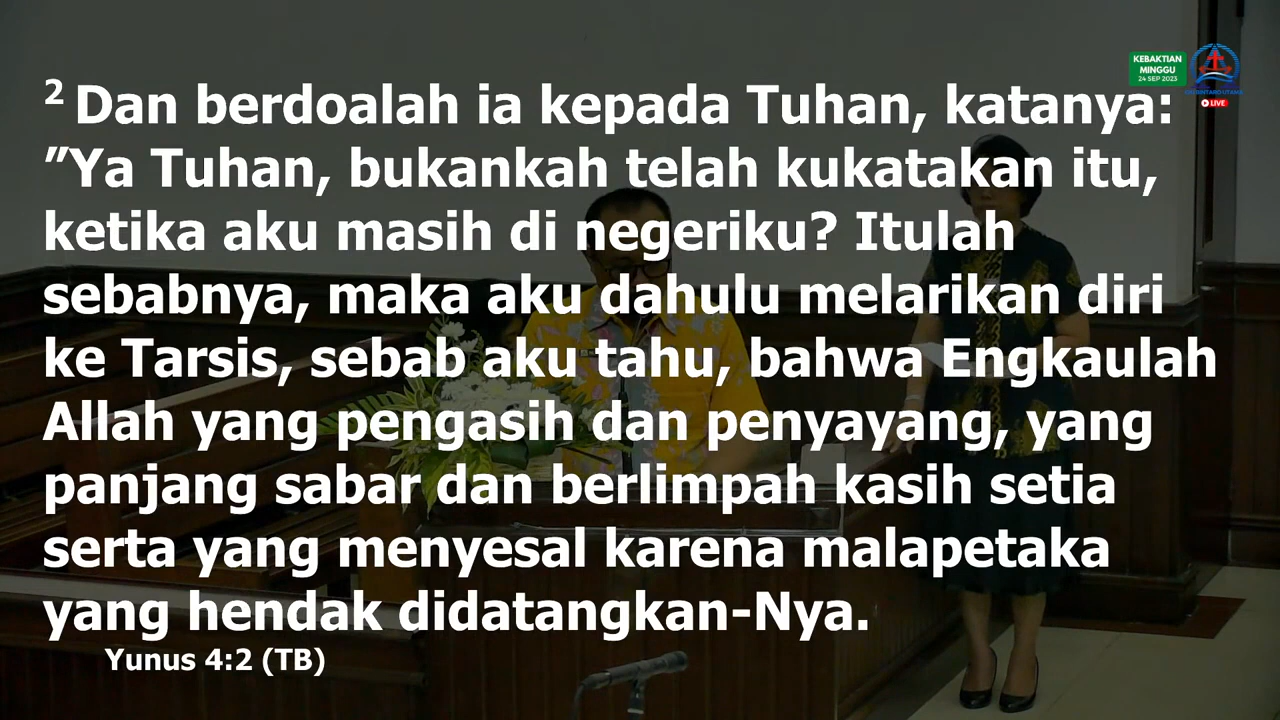 KEBAKTIAN
MINGGU
24 SEP 2023
LIVE
2 Dan berdoalah ia kepada Tuhan, katanya:
”Ya Tuhan, bukankah telah kukatakan itu,
ketika aku masih di negeriku? Itulah
sebabnya, maka aku dahulu melarikan diri
ke Tarsis, sebab aku tahu, bahwa Engkaulah
Allah yang pengasih dan penyayang, yang
panjang sabar dan berlimpah kasih setia
serta yang menyesal karena malapetaka
yang hendak didatangkan-Nya.
Yunus 4:2 (TB)